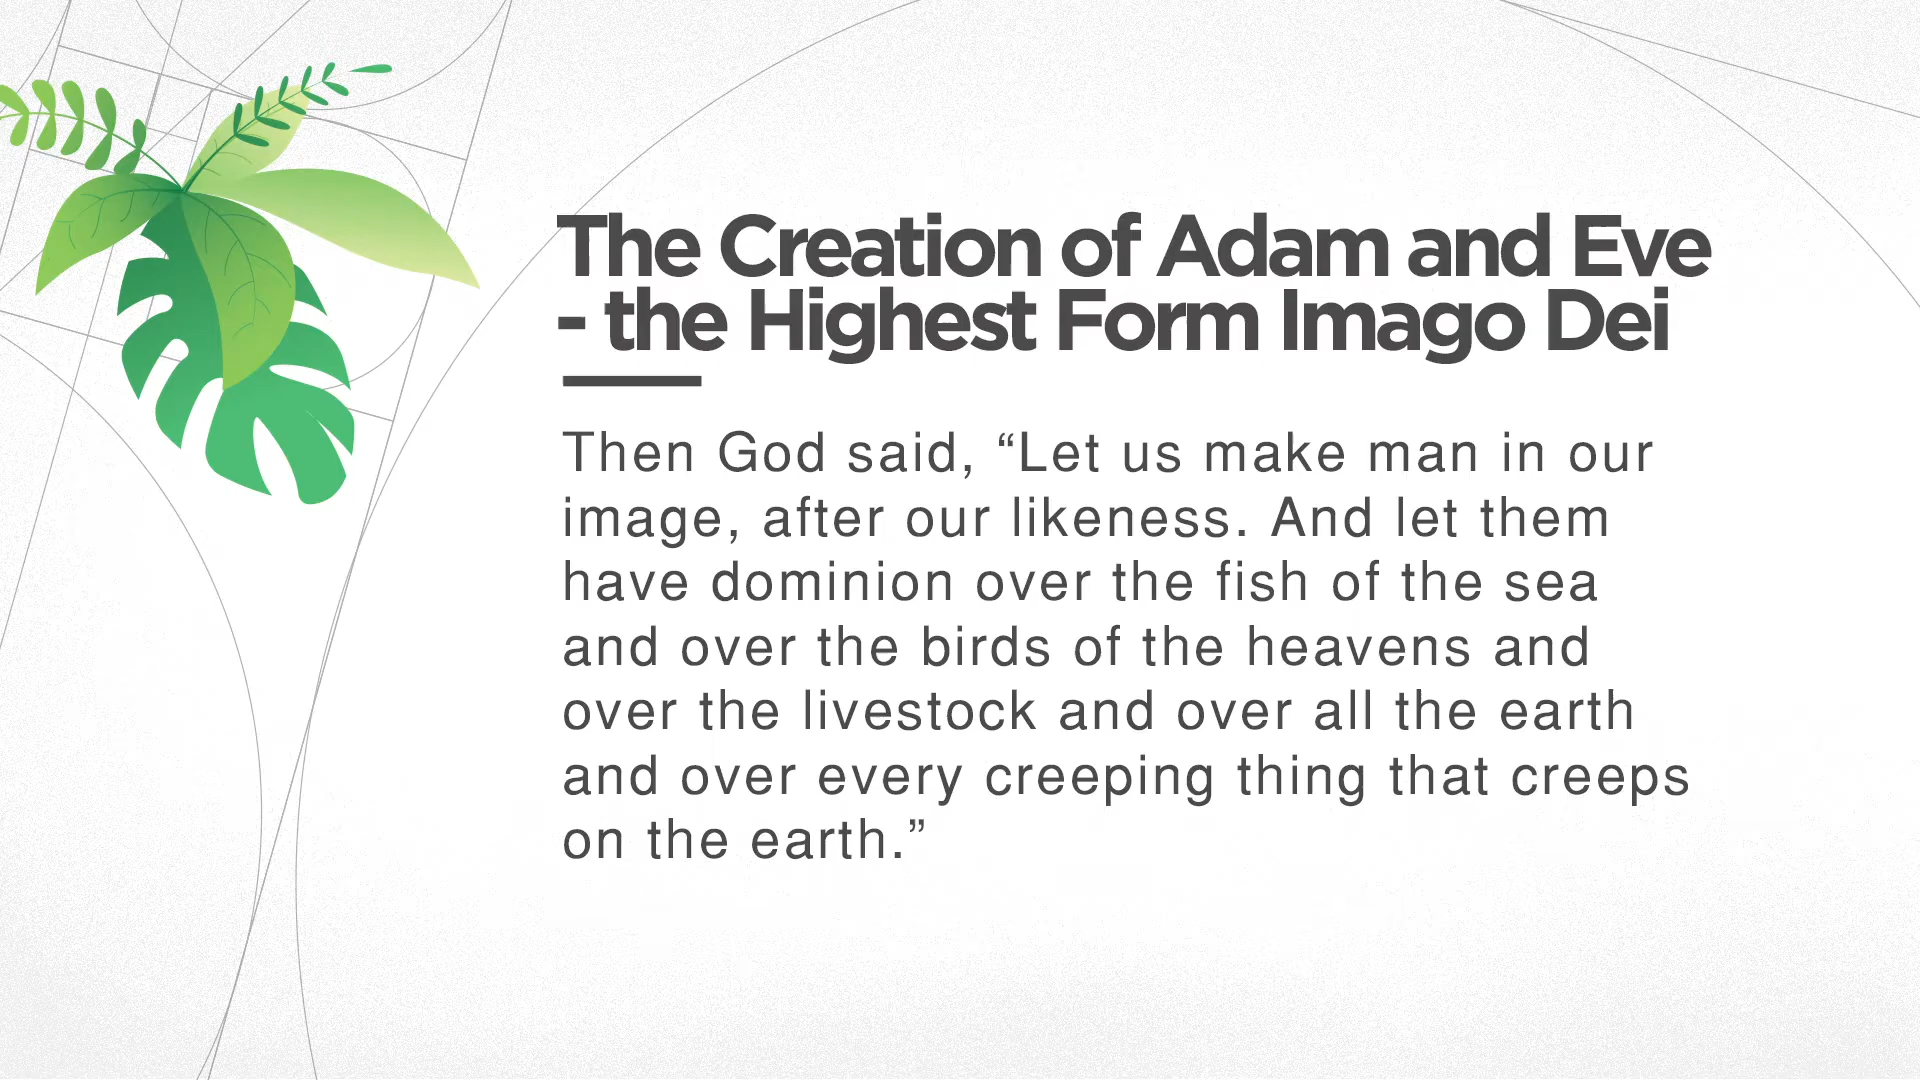 The Creation of Adam and Eve
- the Highest Form Imago Dei
Then God said, “Let us make man in our
image, after our likeness. And let them
have dominion over the fish of the sea
and over the birds of the heavens and
over the livestock and over all the earth
and over every creeping thing that creeps
on the earth.”